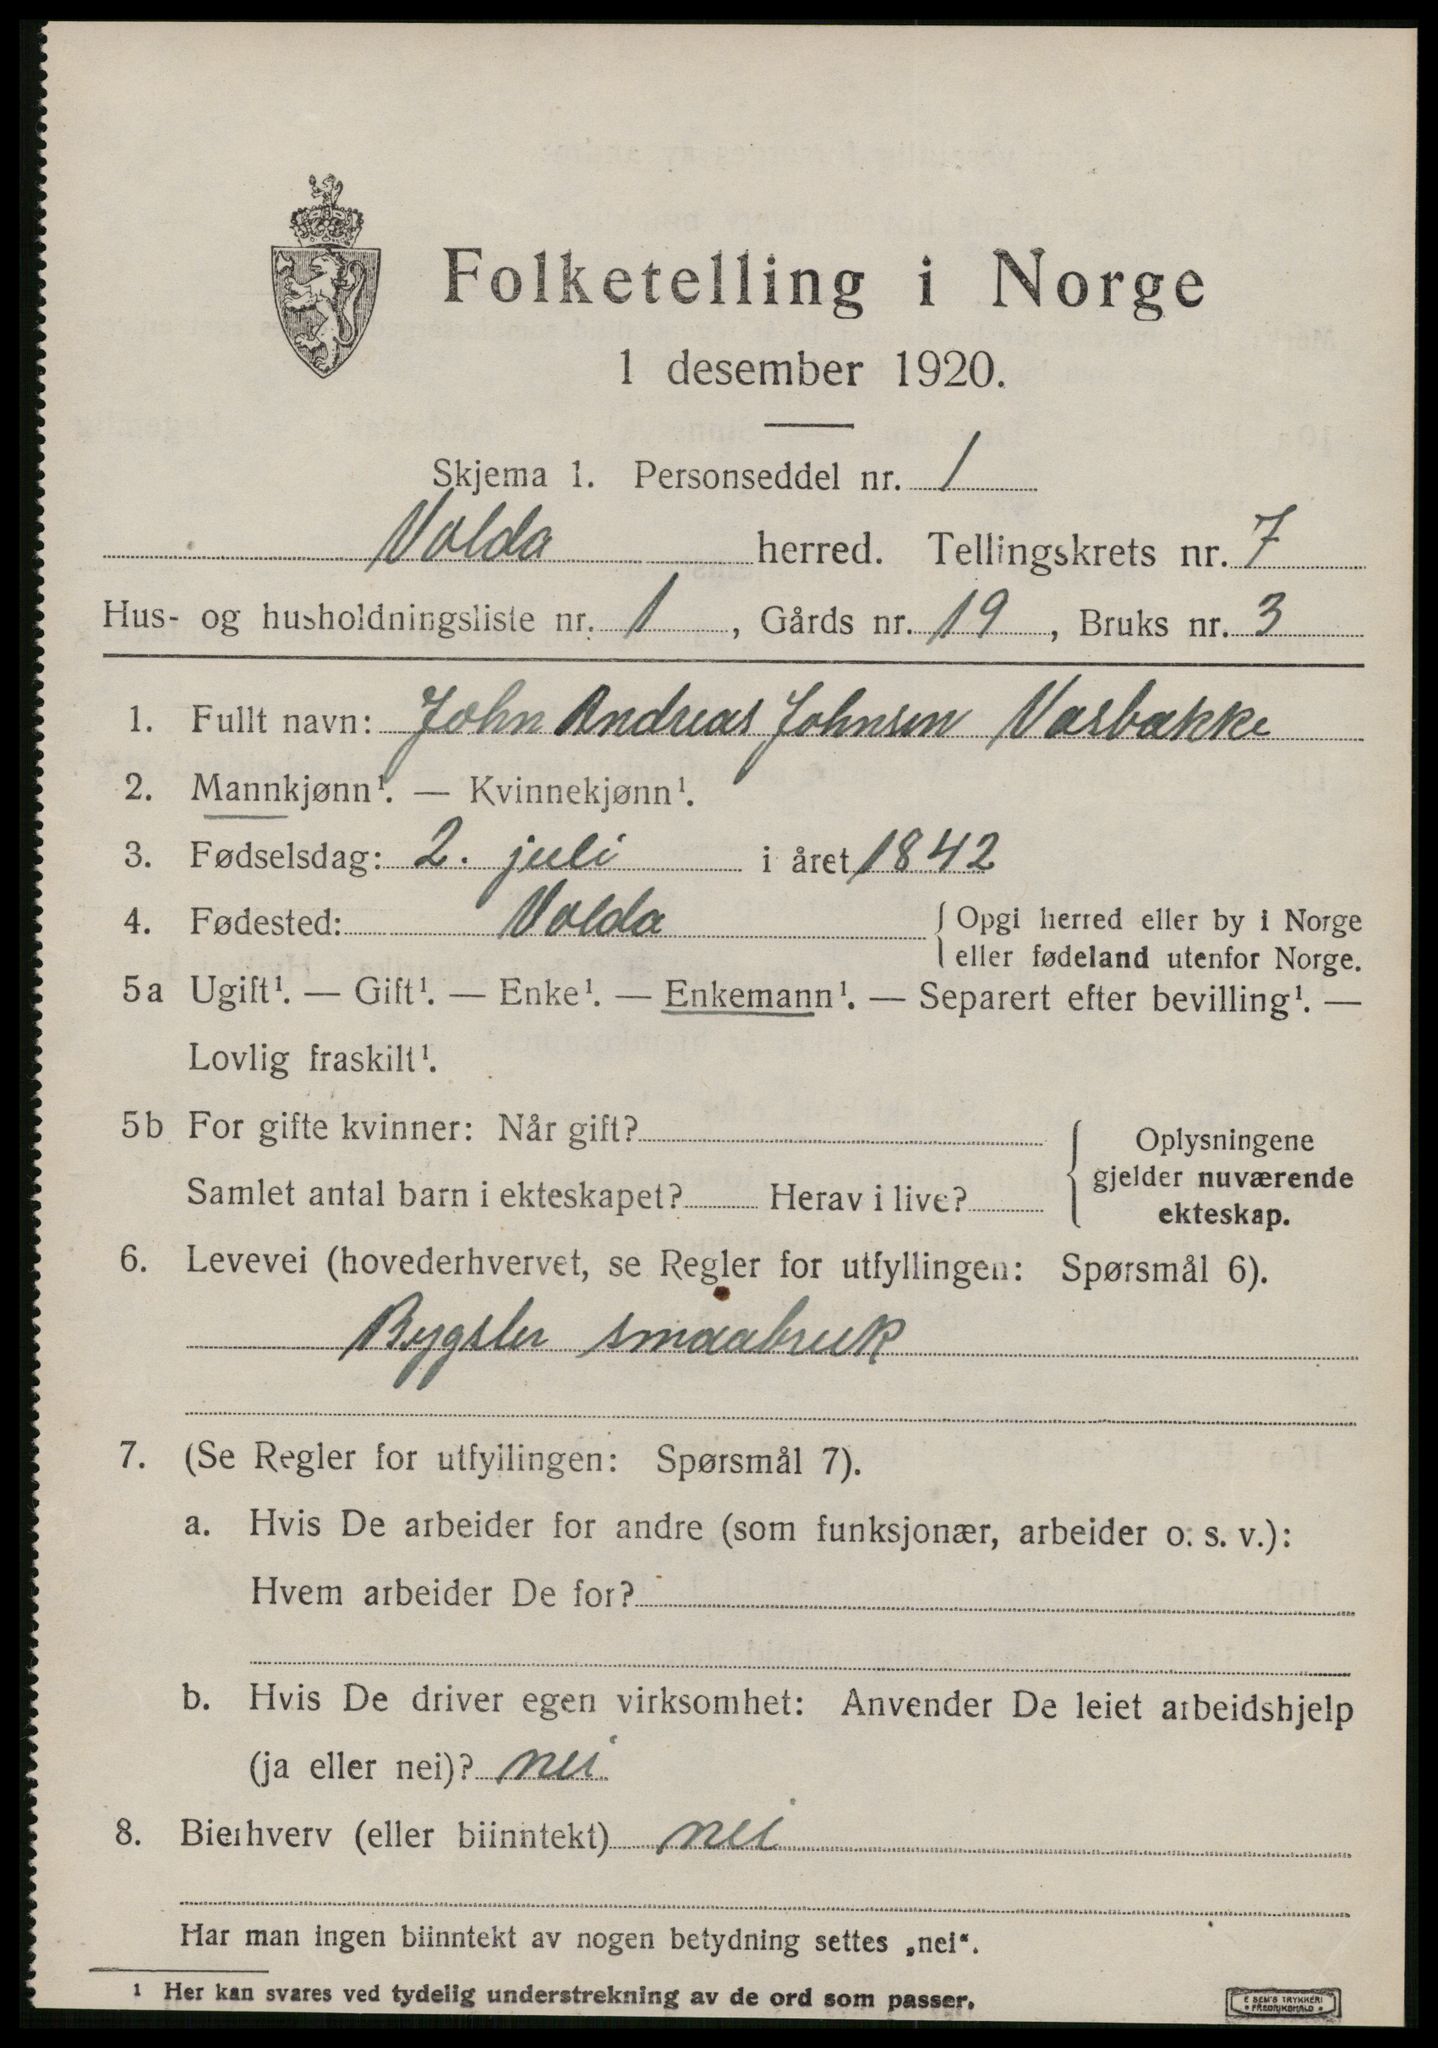 Folketelling i Norge
1 desember 1920.
Skjema 1. Personseddel nr. 1
Volda herred. Tellingskrets nr. 7
Hus- og husholdningsliste nr. 1, Gårds nr. 19, Bruks nr. 3
1. Fullt navn: John Andreas Johnsen Vasbakke
2. Mannkjønn¹. — Kvinnekjønn¹.
3. Fødselsdag: 2. juli i året 1842
4. Fødested: Volda { Opgi herred eller by i Norge
eller fødeland utenfor Norge.
5a Ugift¹. — Gift¹. — Enke¹. — Enkemann¹. — Separert efter bevilling¹. —
Lovlig fraskilt¹.
5b For gifte kvinner: Når gift?
Samlet antal barn i ekteskapet? Herav i live?
{ Oplysningene
gjelder nuværende
ekteskap.
6. Levevei (hovederhvervet, se Regler for utfyllingen: Spørsmål 6).
Bygsler smaabruk
7. (Se Regler for utfyllingen: Spørsmål 7).
a. Hvis De arbeider for andre (som funksjonær, arbeider o. s. v.):
Hvem arbeider De for?
b. Hvis De driver egen virksomhet: Anvender De leiet arbeidshjelp
(ja eller nei)? nei
8. Bierhverv (eller biinntekt) nei
Har man ingen biinntekt av nogen betydning settes „nei“.
¹ Her kan svares ved tydelig understrekning av de ord som passer.
E SEM'S TRYKKERI
FREDRIKSHALD